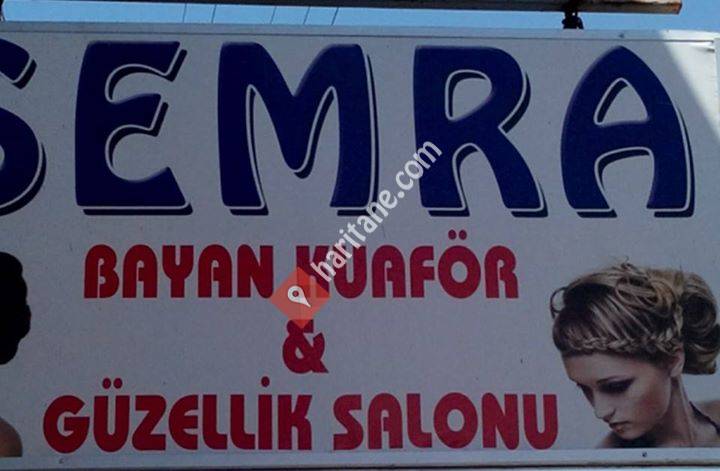 SEMRA
BAYAN KUAFÖR
&
GÜZELLİK SALONU
haritane.com